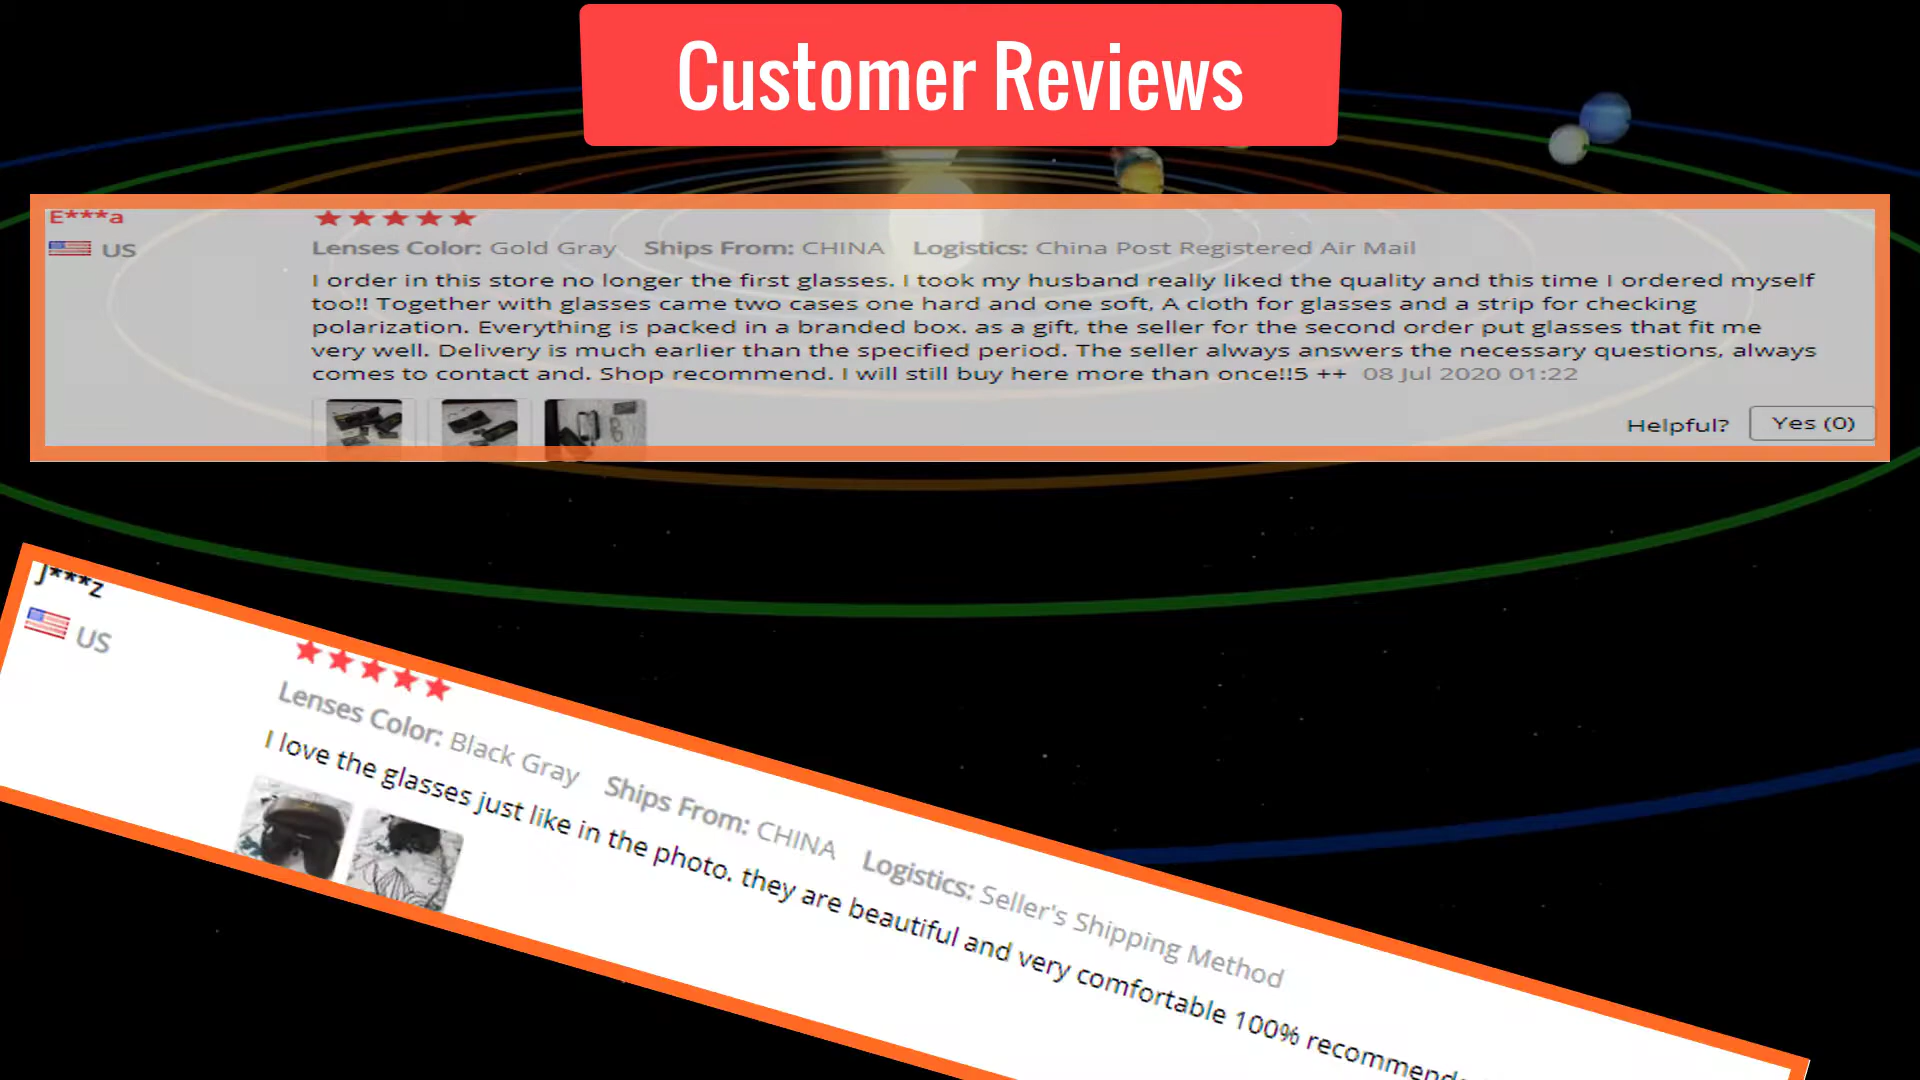 Customer Reviews
E***a
US
Lenses Color: Gold Gray Ships From: CHINA Logistics: China Post Registered Air Mail
I order in this store no longer the first glasses. I took my husband really liked the quality and this time I ordered myself
too!! Together with glasses came two cases one hard and one soft, A cloth for glasses and a strip for checking
polarization. Everything is packed in a branded box. as a gift, the seller for the second order put glasses that fit me
very well. Delivery is much earlier than the specified period. The seller always answers the necessary questions, always
comes to contact and. Shop recommend. I will still buy here more than once!!5 ++ 08 Jul 2020 01:22
Helpful? Yes (0)
J***z
US
Lenses Color: Black Gray Ships From: CHINA Logistics: Seller's Shipping Method
I love the glasses just like in the photo. they are beautiful and very comfortable 100% recommend